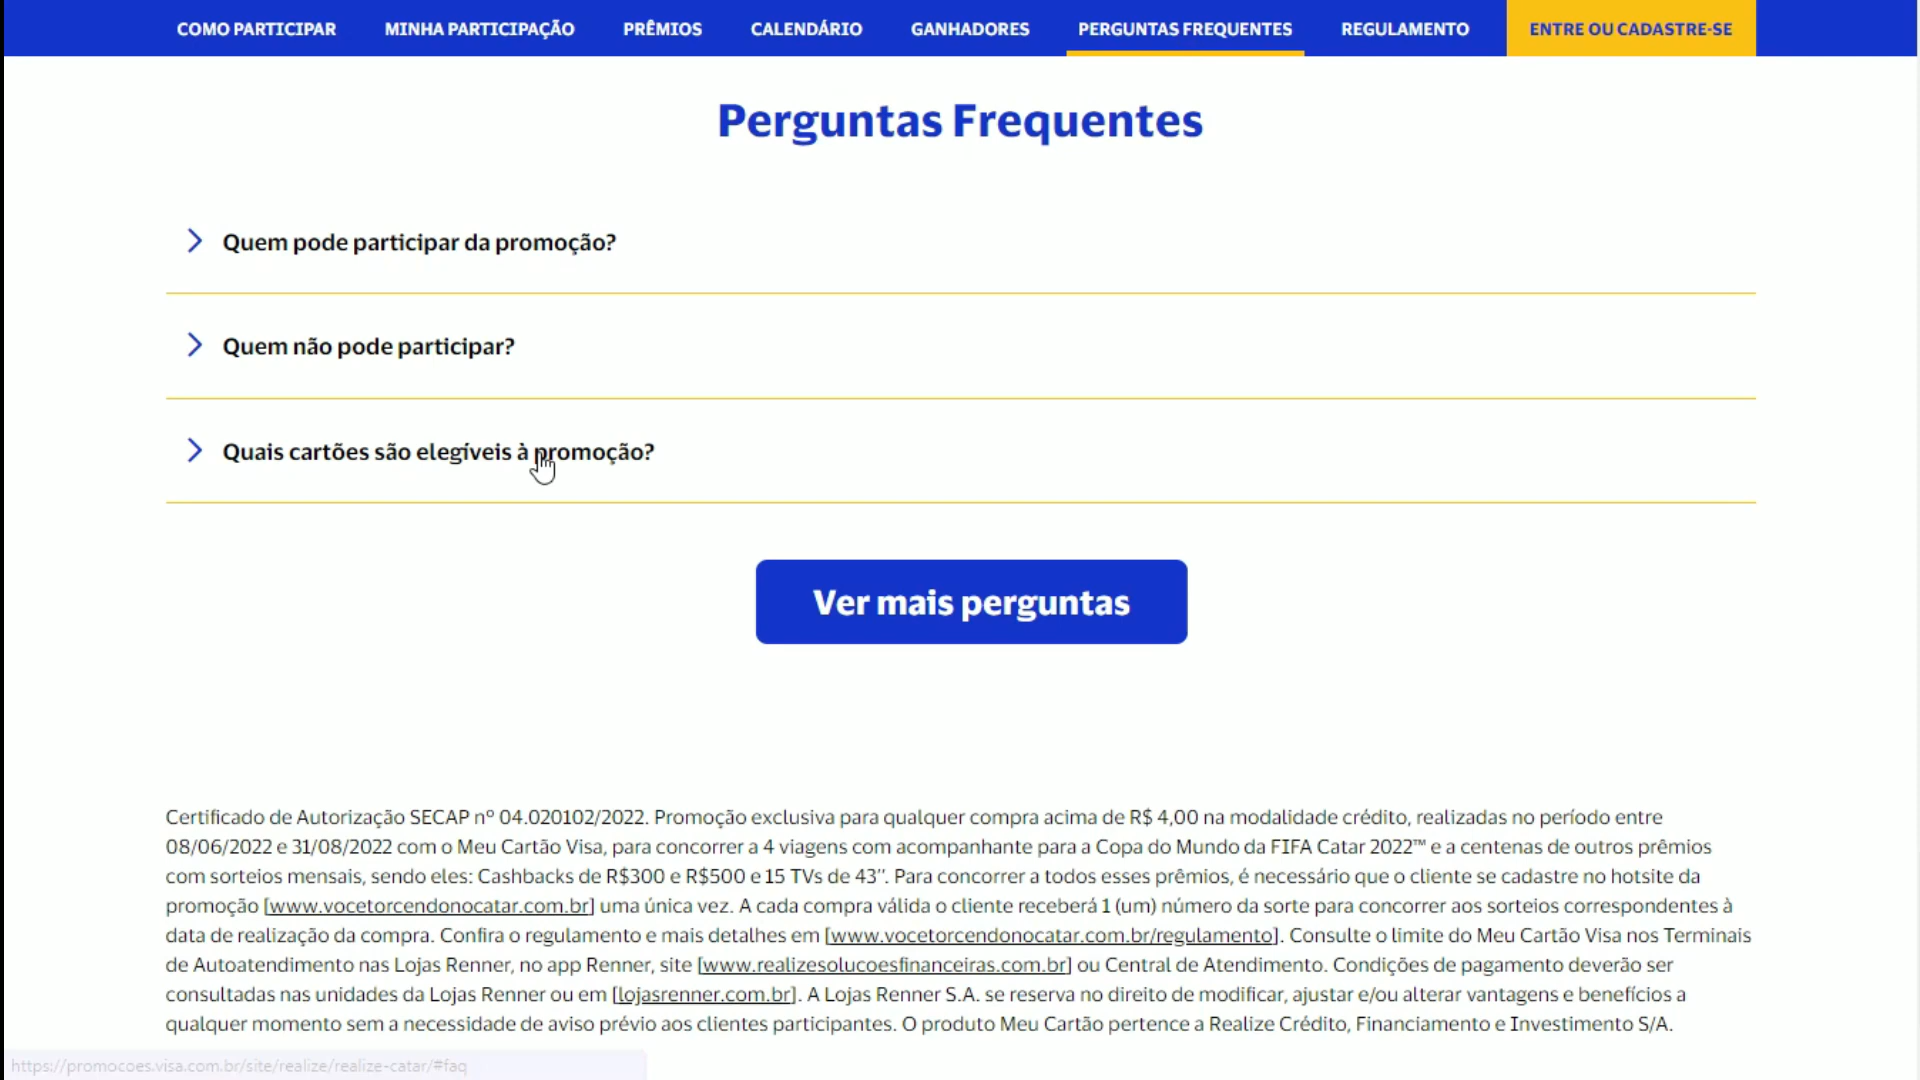 COMO PARTICIPAR MINHA PARTICIPAÇÃO PRÊMIOS CALENDÁRIO GANHADORES PERGUNTAS FREQUENTES REGULAMENTO ENTRE OU CADASTRE-SE
Perguntas Frequentes
Quem pode participar da promoção?
Quem não pode participar?
Quais cartões são elegíveis à promoção?
Ver mais perguntas
Certificado de Autorização SECAP nº 04.020102/2022. Promoção exclusiva para qualquer compra acima de R$ 4,00 na modalidade crédito, realizadas no período entre
08/06/2022 e 31/08/2022 com o Meu Cartão Visa, para concorrer a 4 viagens com acompanhante para a Copa do Mundo da FIFA Catar 2022™ e a centenas de outros prêmios
com sorteios mensais, sendo eles: Cashbacks de R$300 e R$500 e 15 TVs de 43’’. Para concorrer a todos esses prêmios, é necessário que o cliente se cadastre no hotsite da
promoção [www.vocetorcendonocatar.com.br] uma única vez. A cada compra válida o cliente receberá 1 (um) número da sorte para concorrer aos sorteios correspondentes à
data de realização da compra. Confira o regulamento e mais detalhes em [www.vocetorcendonocatar.com.br/regulamento]. Consulte o limite do Meu Cartão Visa nos Terminais
de Autoatendimento nas Lojas Renner, no app Renner, site [www.realizesolucoesfinanceiras.com.br] ou Central de Atendimento. Condições de pagamento deverão ser
consultadas nas unidades da Lojas Renner ou em [lojasrenner.com.br]. A Lojas Renner S.A. se reserva no direito de modificar, ajustar e/ou alterar vantagens e benefícios a
qualquer momento sem a necessidade de aviso prévio aos clientes participantes. O produto Meu Cartão pertence a Realize Crédito, Financiamento e Investimento S/A.
https://promocoes.visa.com.br/site/realize/realize-catar/#faq